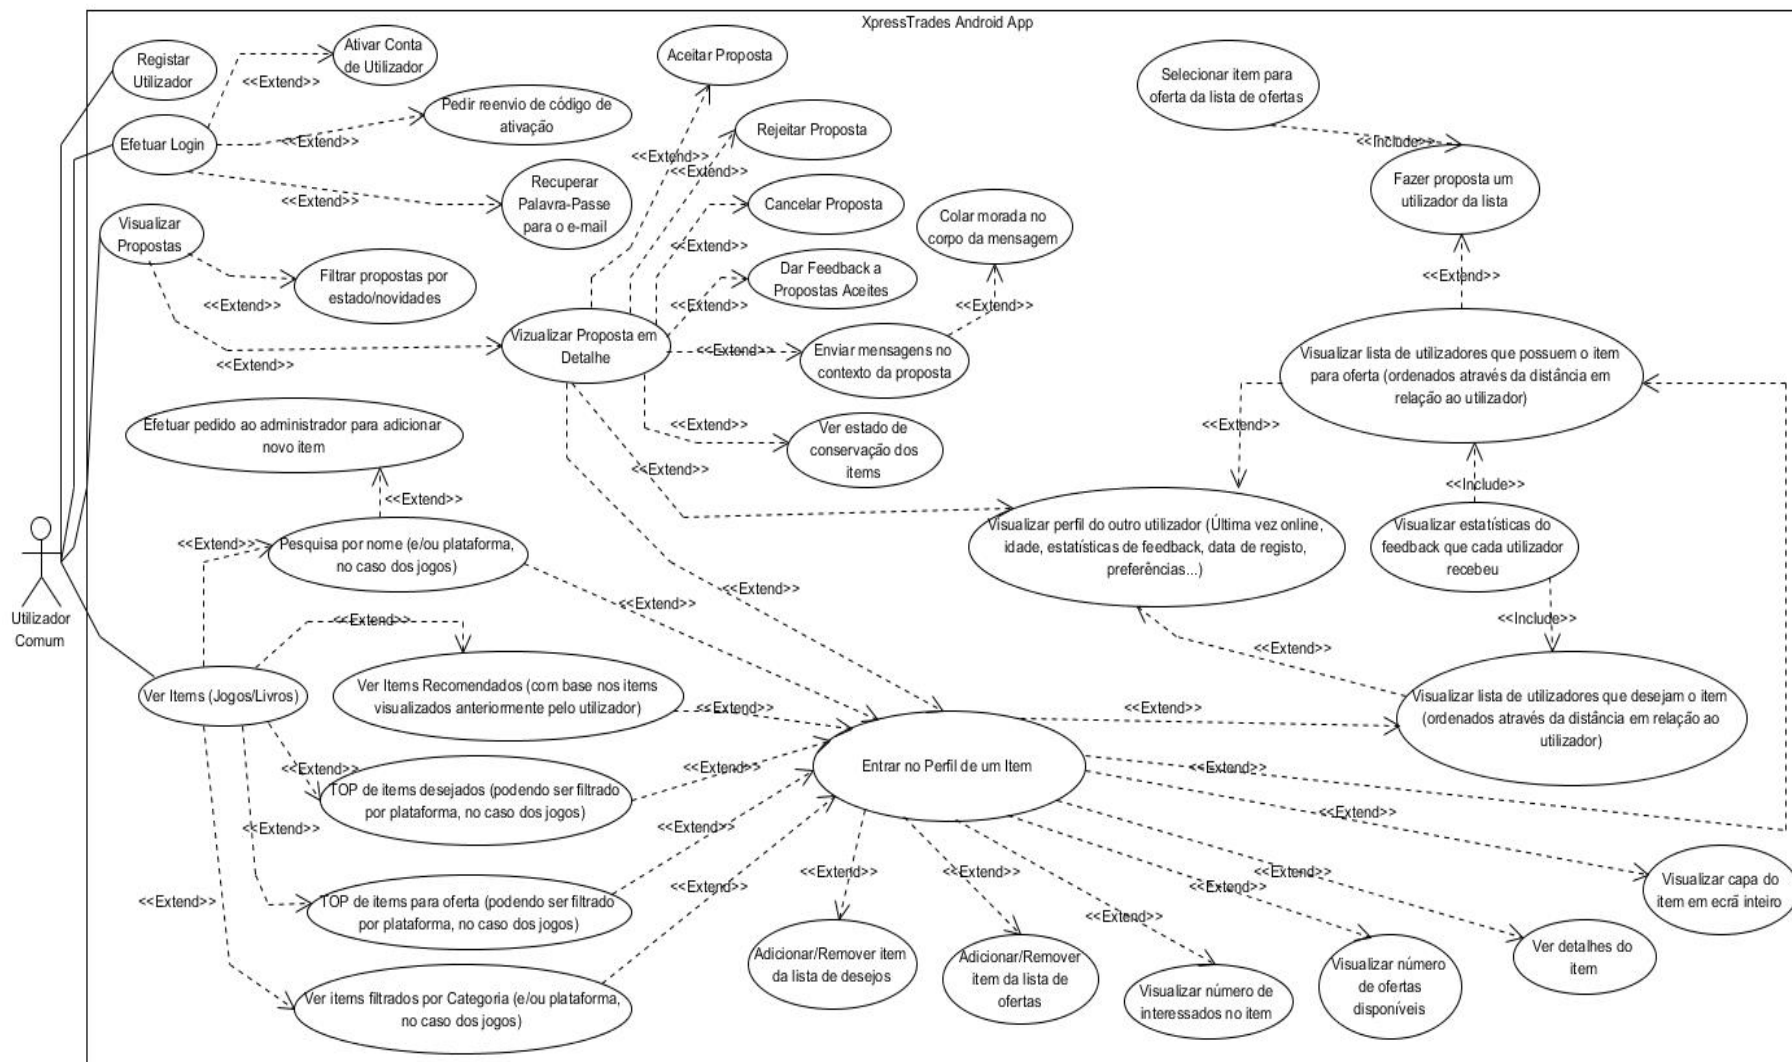 XpressTrades Android App
Registar
Utilizador
<<Extend>>
Ativar Conta
de Utilizador
Efetuar Login
<<Extend>>
Pedir reenvio de código de
ativação
<<Extend>>
Recuperar
Palavra-Passe
para o e-mail
Visualizar
Propostas
<<Extend>>
Filtrar propostas por
estado/novidades
<<Extend>>
Vizualizar Proposta em
Detalhe
<<Extend>>
Aceitar Proposta
<<Extend>>
Rejeitar Proposta
<<Extend>>
Cancelar Proposta
<<Extend>>
Dar Feedback a
Propostas Aceites
<<Extend>>
Enviar mensagens no
contexto da proposta
<<Extend>>
Colar morada no
corpo da mensagem
<<Extend>>
Ver estado de
conservação dos
items
<<Extend>>
<<Extend>>
Selecionar item para
oferta da lista de ofertas
<<Include>>
Fazer proposta um
utilizador da lista
<<Extend>>
Visualizar lista de utilizadores que possuem o item
para oferta (ordenados através da distância em
relação ao utilizador)
<<Extend>>
<<Include>>
Visualizar perfil do outro utilizador (Última vez online,
idade, estatísticas de feedback, data de registo,
preferências...)
Visualizar estatísticas do
feedback que cada utilizador
recebeu
<<Include>>
<<Extend>>
Visualizar lista de utilizadores que desejam o item
(ordenados através da distância em relação ao
utilizador)
Utilizador
Comum
Efetuar pedido ao administrador para adicionar
novo item
<<Extend>>
<<Extend>>
Pesquisa por nome (e/ou plataforma,
no caso dos jogos)
<<Extend>>
Ver Items (Jogos/Livros)
Ver Items Recomendados (com base nos items
visualizados anteriormente pelo utilizador)
<<Extend>>
<<Extend>>
TOP de items desejados (podendo ser filtrado
por plataforma, no caso dos jogos)
<<Extend>>
<<Extend>>
TOP de items para oferta (podendo ser filtrado
por plataforma, no caso dos jogos)
<<Extend>>
<<Extend>>
Ver items filtrados por Categoria (e/ou plataforma,
no caso dos jogos)
<<Extend>>
Entrar no Perfil de um Item
<<Extend>>
<<Extend>>
<<Extend>>
Visualizar capa do
item em ecrã inteiro
<<Extend>>
Adicionar/Remover item
da lista de desejos
<<Extend>>
Adicionar/Remover
item da lista de
ofertas
<<Extend>>
Visualizar número de
interessados no item
<<Extend>>
Visualizar número
de ofertas
disponíveis
<<Extend>>
Ver detalhes do
item